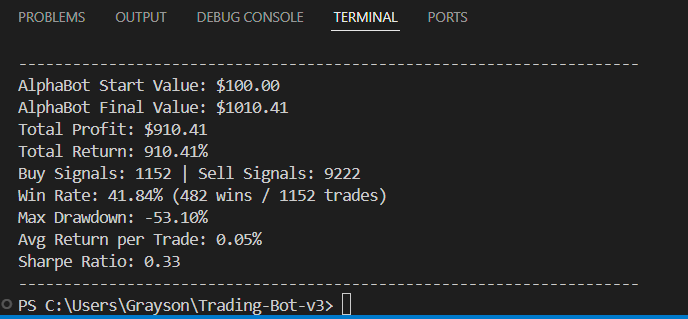 PROBLEMS OUTPUT DEBUG CONSOLE TERMINAL PORTS
---------------------------------------------------------------------
AlphaBot Start Value: $100.00
AlphaBot Final Value: $1010.41
Total Profit: $910.41
Total Return: 910.41%
Buy Signals: 1152 | Sell Signals: 9222
Win Rate: 41.84% (482 wins / 1152 trades)
Max Drawdown: -53.10%
Avg Return per Trade: 0.05%
Sharpe Ratio: 0.33
---------------------------------------------------------------------
PS C:\Users\Grayson\Trading-Bot-v3>